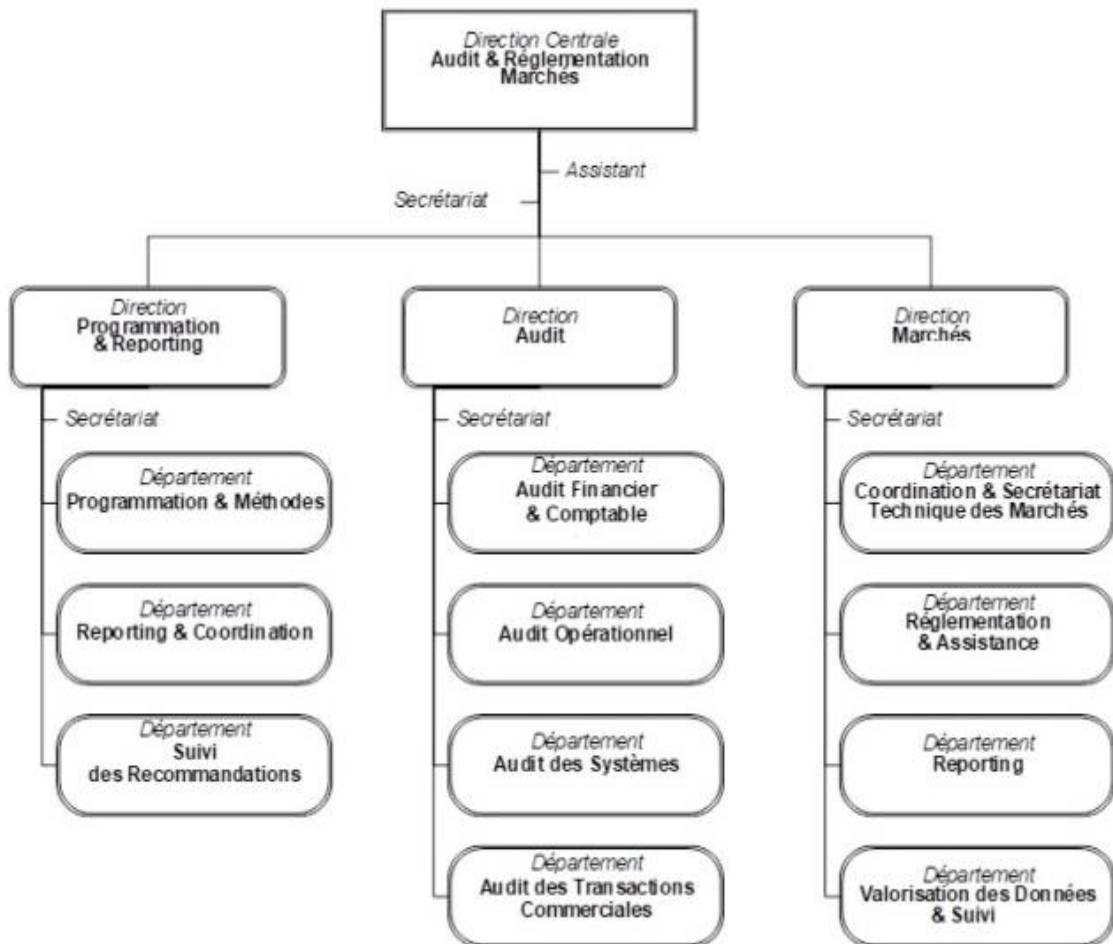 Direction Centrale
Audit & Réglementation
Marchés
Assistant
Secrétariat
Direction
Programmation
& Reporting
Secrétariat
Département
Programmation & Méthodes
Département
Reporting & Coordination
Département
Suivi
des Recommandations
Direction
Audit
Secrétariat
Département
Audit Financier
& Comptable
Département
Audit Opérationnel
Département
Audit des Systèmes
Département
Audit des Transactions
Commerciales
Direction
Marchés
Secrétariat
Département
Coordination & Secrétariat
Technique des Marchés
Département
Réglementation
& Assistance
Département
Reporting
Département
Valorisation des Données
& Suivi